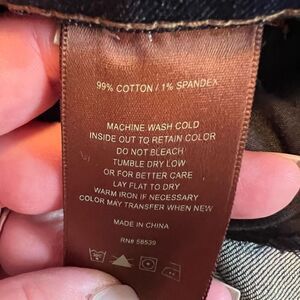 99% COTTON / 1% SPANDEX
MACHINE WASH COLD
INSIDE OUT TO RETAIN COLOR
DO NOT BLEACH
TUMBLE DRY LOW
OR FOR BETTER CARE
LAY FLAT TO DRY
WARM IRON IF NECESSARY
COLOR MAY TRANSFER WHEN NEW
MADE IN CHINA
RN# 58539